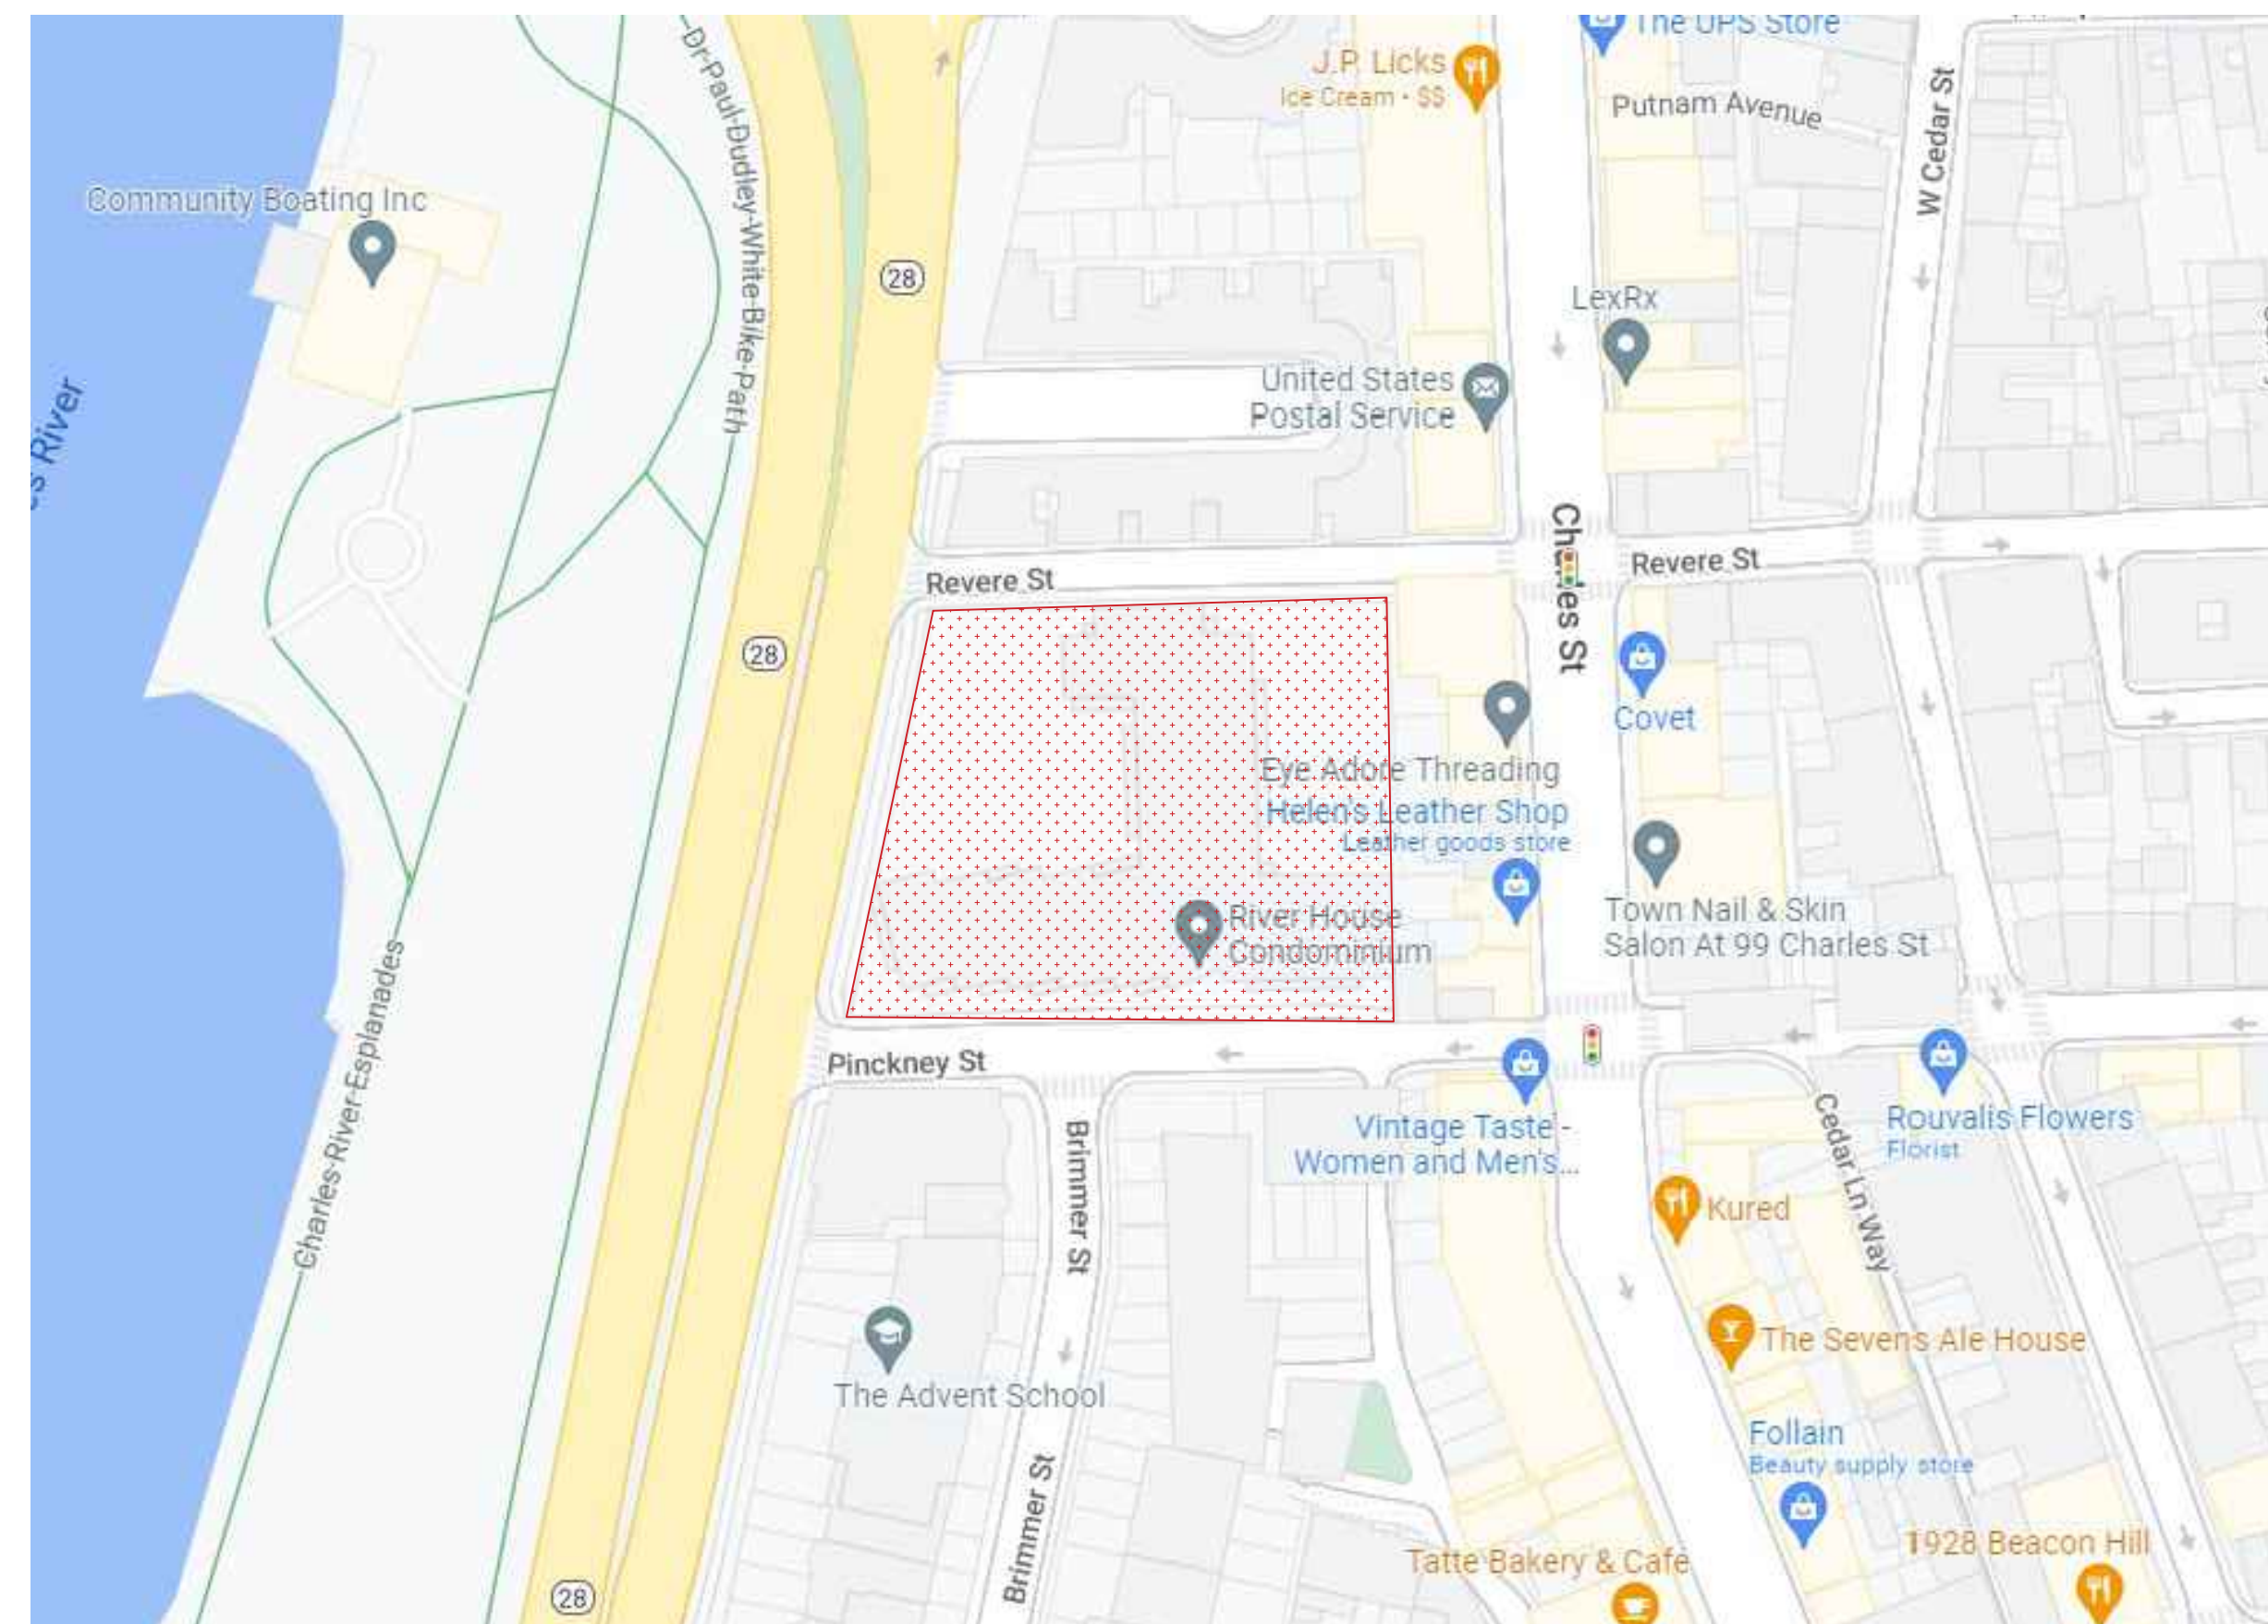 The UPS Store
J.P. Licks
Ice Cream · $$
Putnam Avenue
W Cedar St
Dr-Paul-Dudley-White-Bike-Path
Community Boating Inc
28
LexRx
United States
Postal Service
River
Charles St
Revere St
Revere St
28
Covet
Eye Adore Threading
Helen's Leather Shop
Leather goods store
River House
Condominium
Town Nail & Skin
Salon At 99 Charles St
Charles-River-Esplanades
Pinckney St
Vintage Taste -
Women and Men's...
Rouvalis Flowers
Florist
Brimmer St
Cedar Ln Way
Kured
The Sevens Ale House
The Advent School
Follain
Beauty supply store
Brimmer St
1928 Beacon Hill
Tatte Bakery & Cafe
28